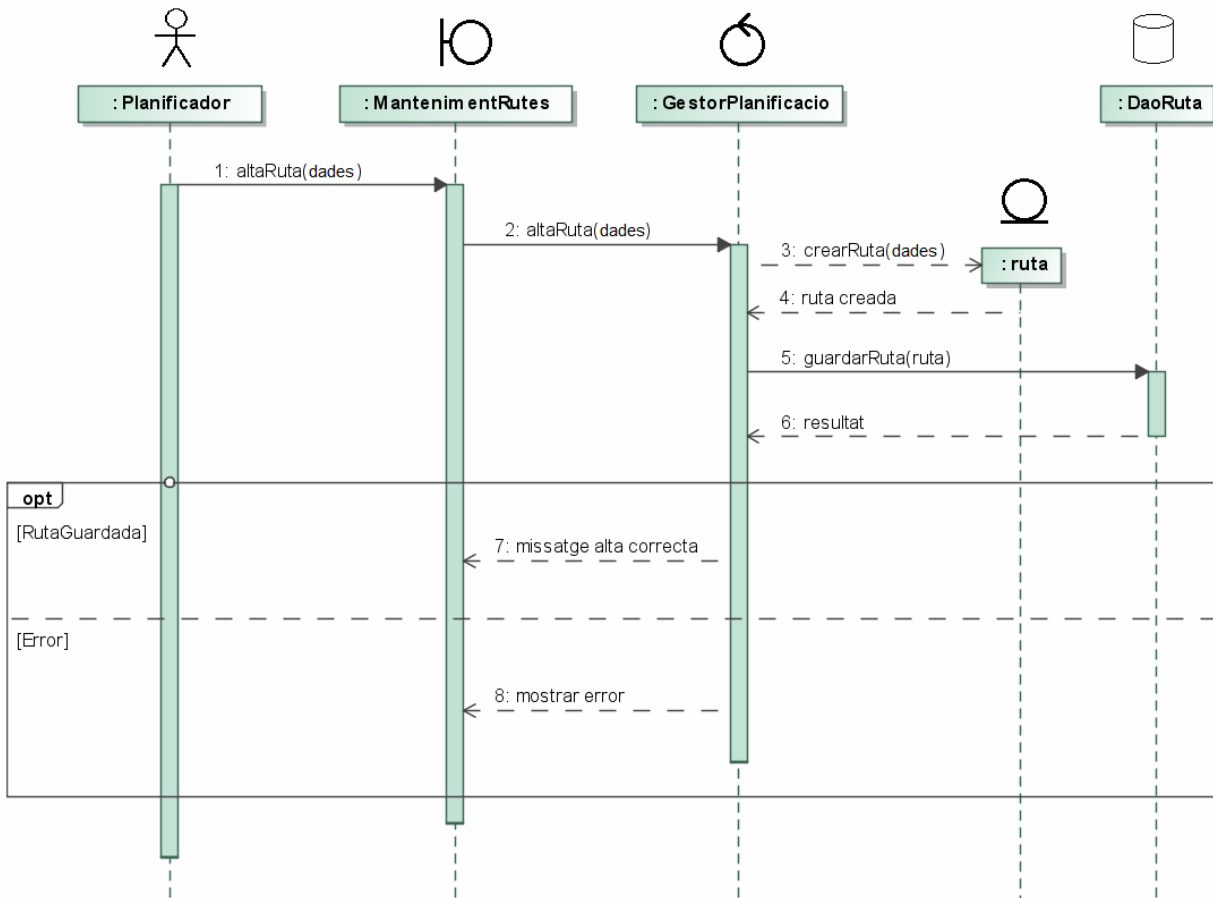 : Planificador
: MantenimentRutes
: GestorPlanificacio
: DaoRuta
1: altaRuta(dades)
2: altaRuta(dades)
3: crearRuta(dades)
: ruta
4: ruta creada
5: guardarRuta(ruta)
6: resultat
opt
[RutaGuardada]
7: missatge alta correcta
[Error]
8: mostrar error